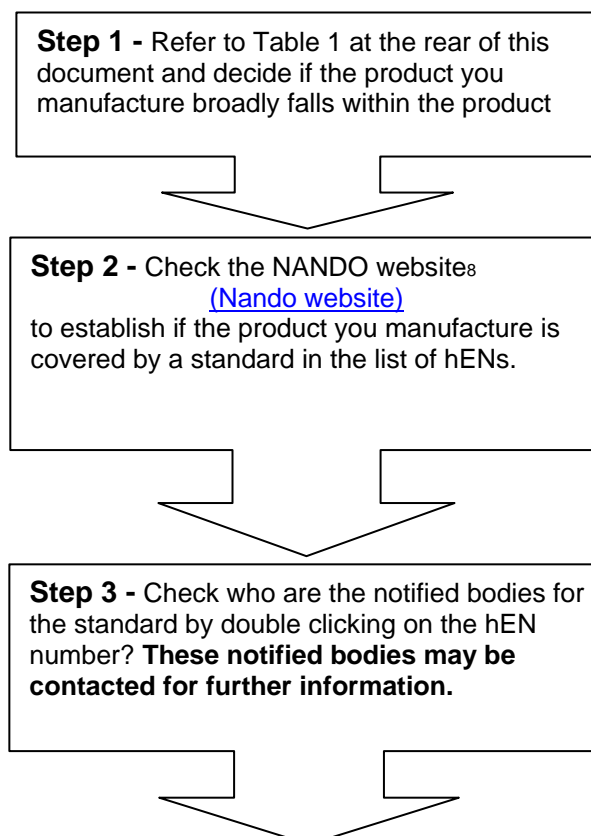 Step 1 - Refer to Table 1 at the rear of this
document and decide if the product you
manufacture broadly falls within the product
Step 2 - Check the NANDO website8
(Nando website)
to establish if the product you manufacture is
covered by a standard in the list of hENs.
Step 3 - Check who are the notified bodies for
the standard by double clicking on the hEN
number? These notified bodies may be
contacted for further information.